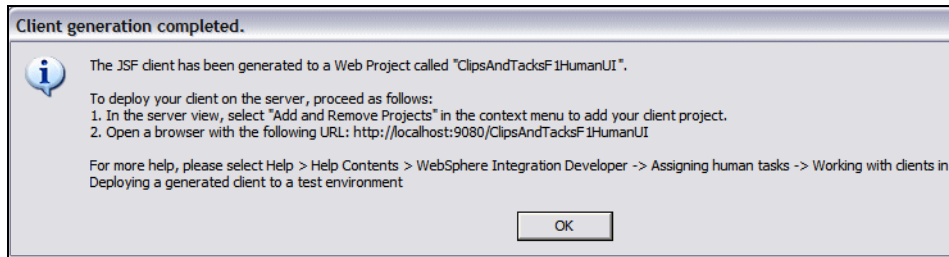 Client generation completed.
The JSF client has been generated to a Web Project called "ClipsAndTacksF1HumanUI".
To deploy your client on the server, proceed as follows:
1. In the server view, select "Add and Remove Projects" in the context menu to add your client project.
2. Open a browser with the following URL: http://localhost:9080/ClipsAndTacksF1HumanUI
For more help, please select Help > Help Contents > WebSphere Integration Developer -> Assigning human tasks -> Working with clients in
Deploying a generated client to a test environment
OK